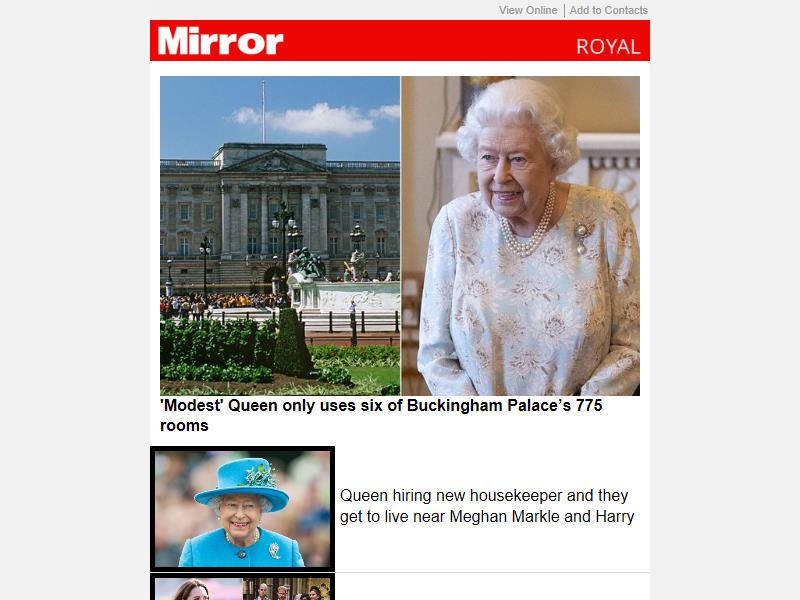 View Online | Add to Contacts
Mirror
ROYAL
'Modest' Queen only uses six of Buckingham Palace’s 775
rooms
Queen hiring new housekeeper and they
get to live near Meghan Markle and Harry